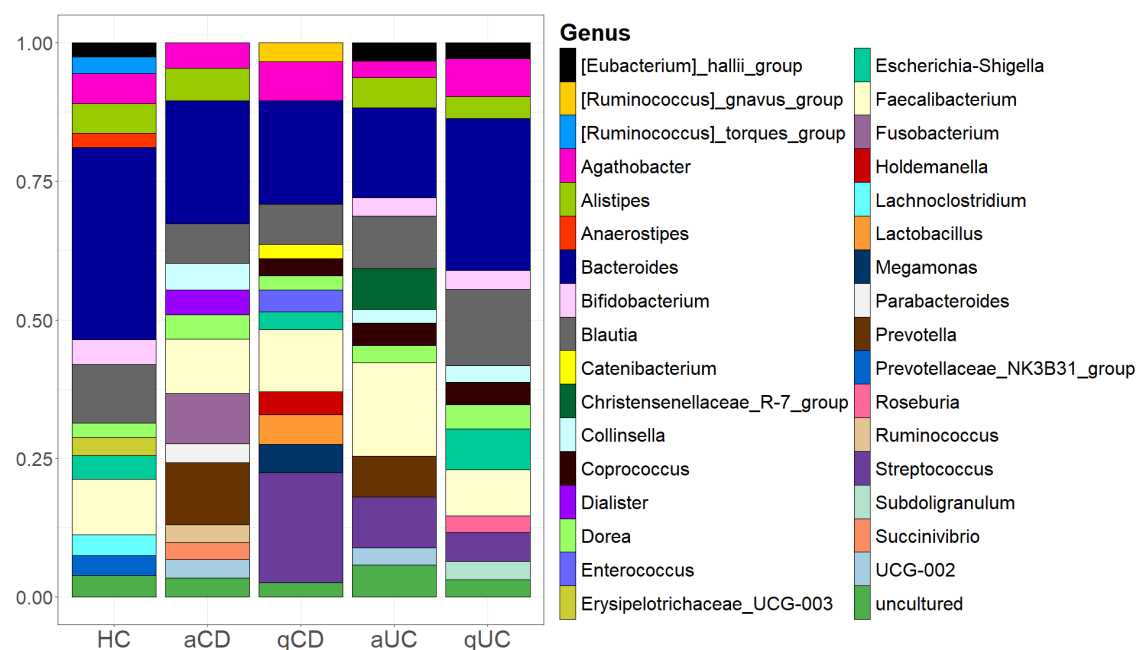 1.00
0.75
0.50
0.25
0.00
HC aCD qCD aUC qUC
Genus
[Eubacterium]_hallii_group
[Ruminococcus]_gnavus_group
[Ruminococcus]_torques_group
Agathobacter
Alistipes
Anaerostipes
Bacteroides
Bifidobacterium
Blautia
Catenibacterium
Christensenellaceae_R-7_group
Collinsella
Coprococcus
Dialister
Dorea
Enterococcus
Erysipelotrichaceae_UCG-003
Escherichia-Shigella
Faecalibacterium
Fusobacterium
Holdemanella
Lachnoclostridium
Lactobacillus
Megamonas
Parabacteroides
Prevotella
Prevotellaceae_NK3B31_group
Roseburia
Ruminococcus
Streptococcus
Subdoligranulum
Succinivibrio
UCG-002
uncultured